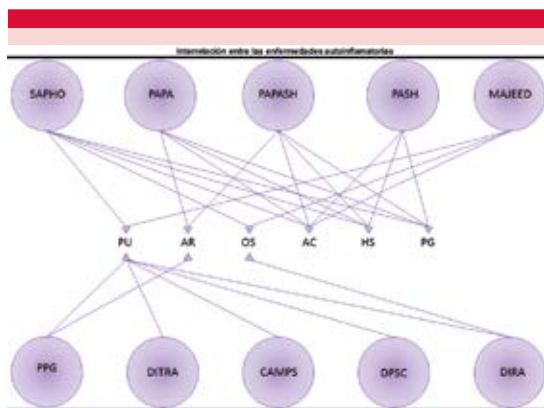 Interrelación entre las enfermedades autoinflamatorias
SAPHO PAPA PAPASH PASH MAJEED
PU AR OS AC HS PG
PPG DITRA CAMPS DPSC DIRA